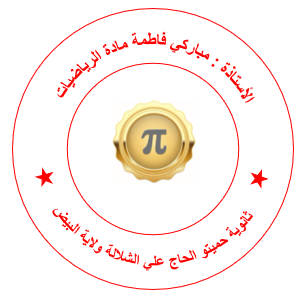 الأستاذة : مباركي فاطمة مادة الرياضيات
π
ثانوية حميتو الحاج علي الشلالة ولاية البيض